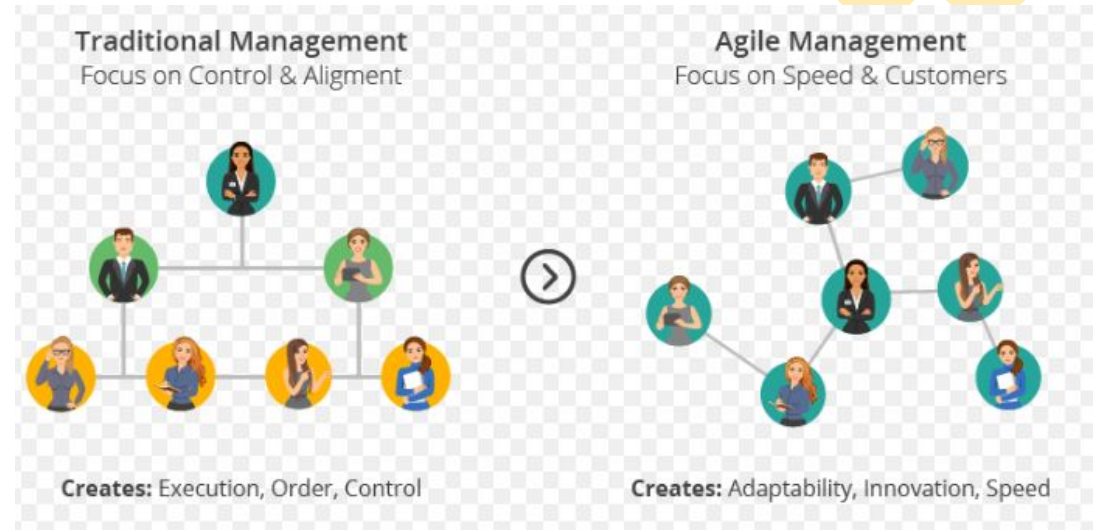 Traditional Management
Focus on Control & Aligment
Creates: Execution, Order, Control
Agile Management
Focus on Speed & Customers
Creates: Adaptability, Innovation, Speed